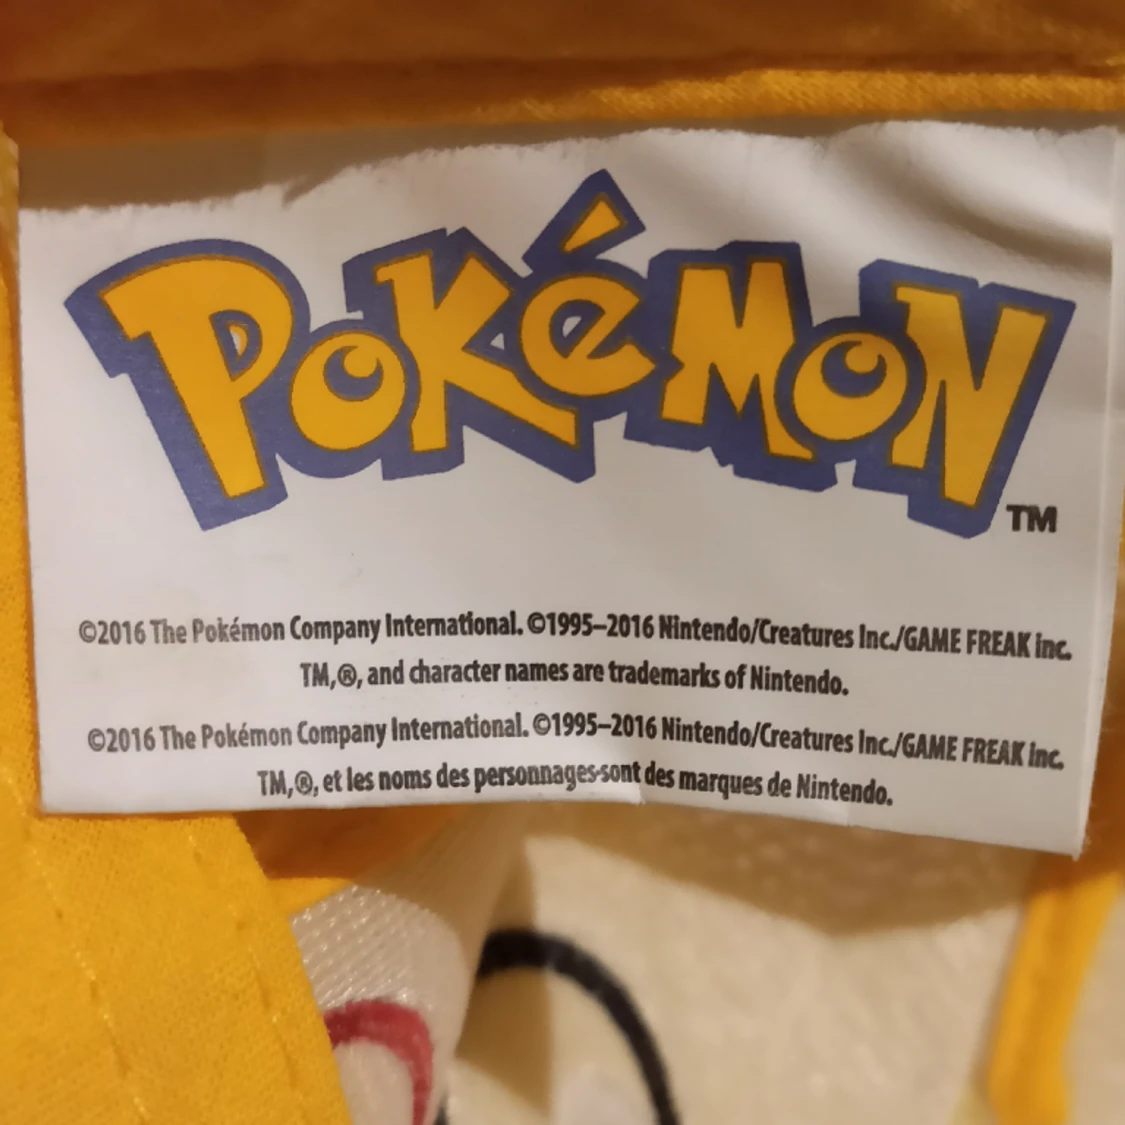 POKéMON TM
©2016 The Pokémon Company International. ©1995–2016 Nintendo/Creatures Inc./GAME FREAK inc.
TM,®, and character names are trademarks of Nintendo.
©2016 The Pokémon Company International. ©1995–2016 Nintendo/Creatures Inc./GAME FREAK inc.
TM,®, et les noms des personnages sont des marques de Nintendo.